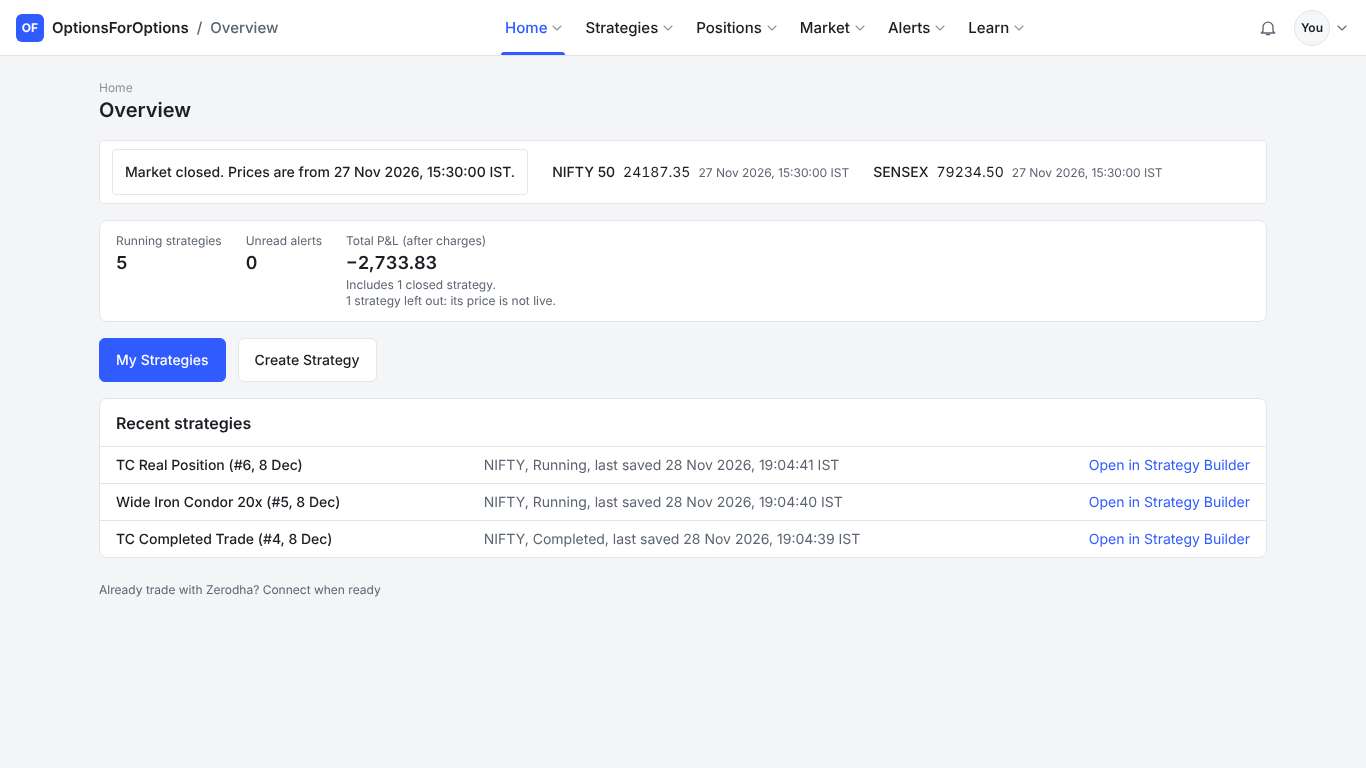 OF OptionsForOptions / Overview
Home Strategies Positions Market Alerts Learn
You
Home
Overview
Market closed. Prices are from 27 Nov 2026, 15:30:00 IST.
NIFTY 50 24187.35 27 Nov 2026, 15:30:00 IST
SENSEX 79234.50 27 Nov 2026, 15:30:00 IST
Running strategies
5
Unread alerts
0
Total P&L (after charges)
−2,733.83
Includes 1 closed strategy.
1 strategy left out: its price is not live.
My Strategies
Create Strategy
Recent strategies
TC Real Position (#6, 8 Dec) NIFTY, Running, last saved 28 Nov 2026, 19:04:41 IST Open in Strategy Builder
Wide Iron Condor 20x (#5, 8 Dec) NIFTY, Running, last saved 28 Nov 2026, 19:04:40 IST Open in Strategy Builder
TC Completed Trade (#4, 8 Dec) NIFTY, Completed, last saved 28 Nov 2026, 19:04:39 IST Open in Strategy Builder
Already trade with Zerodha? Connect when ready